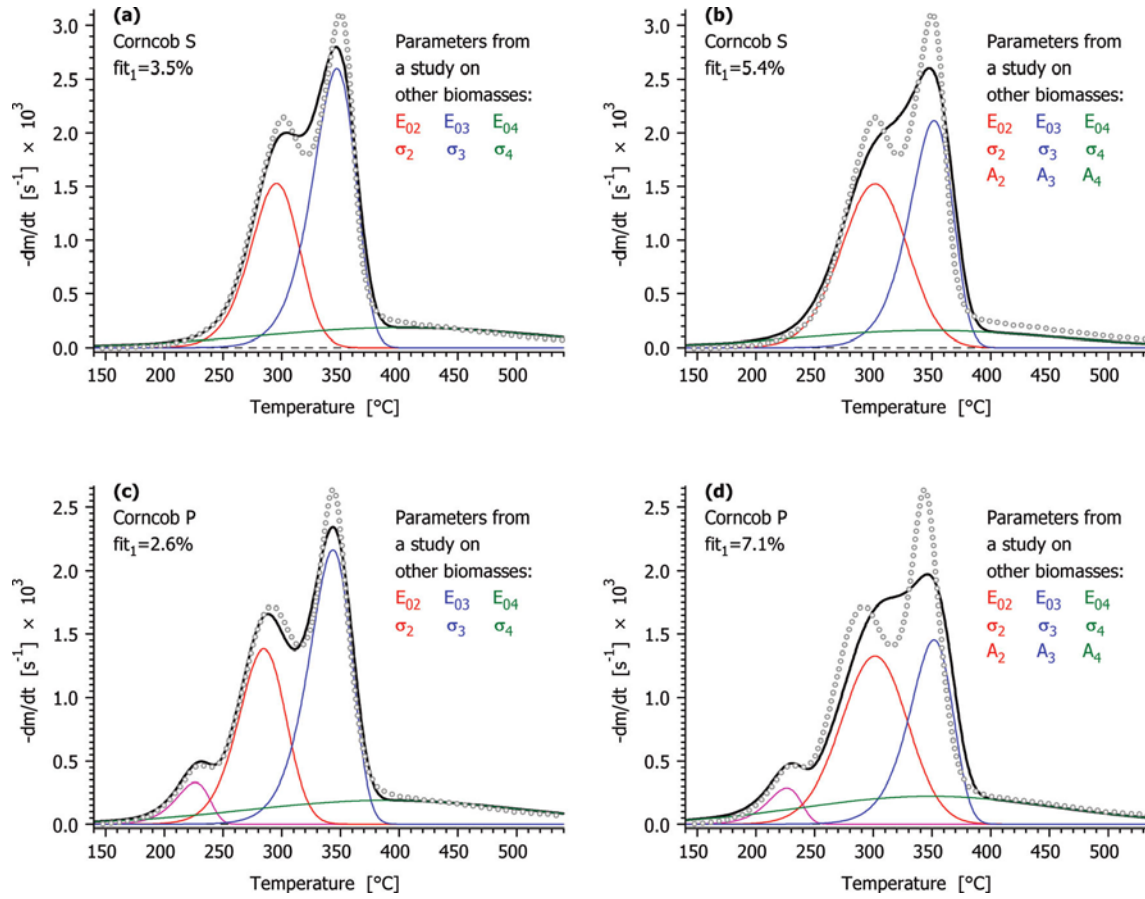 (a)
Corncob S
fit₁=3.5%
Parameters from
a study on
other biomasses:
E₀₂ E₀₃ E₀₄
σ₂ σ₃ σ₄
3.0
2.5
2.0
1.5
1.0
0.5
0.0
-dm/dt [s⁻¹] × 10³
150 200 250 300 350 400 450 500
Temperature [°C]
(b)
Corncob S
fit₁=5.4%
Parameters from
a study on
other biomasses:
E₀₂ E₀₃ E₀₄
σ₂ σ₃ σ₄
A₂ A₃ A₄
3.0
2.5
2.0
1.5
1.0
0.5
0.0
-dm/dt [s⁻¹] × 10³
150 200 250 300 350 400 450 500
Temperature [°C]
(c)
Corncob P
fit₁=2.6%
Parameters from
a study on
other biomasses:
E₀₂ E₀₃ E₀₄
σ₂ σ₃ σ₄
2.5
2.0
1.5
1.0
0.5
0.0
-dm/dt [s⁻¹] × 10³
150 200 250 300 350 400 450 500
Temperature [°C]
(d)
Corncob P
fit₁=7.1%
Parameters from
a study on
other biomasses:
E₀₂ E₀₃ E₀₄
σ₂ σ₃ σ₄
A₂ A₃ A₄
2.5
2.0
1.5
1.0
0.5
0.0
-dm/dt [s⁻¹] × 10³
150 200 250 300 350 400 450 500
Temperature [°C]